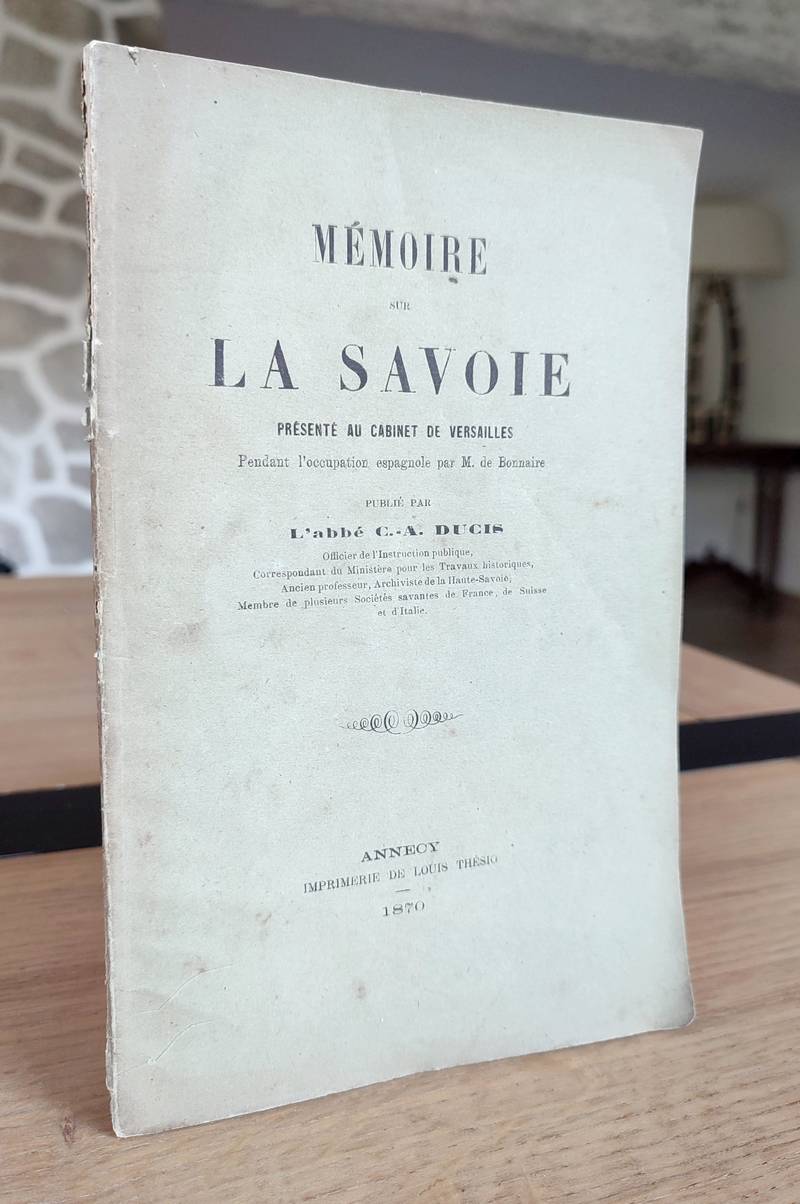 MÉMOIRE
SUR
LA SAVOIE
PRÉSENTÉ AU CABINET DE VERSAILLES
Pendant l'occupation espagnole par M. de Bonnaire
PUBLIÉ PAR
L'abbé C.-A. DUCIS
Officier de l'Instruction publique,
Correspondant du Ministère pour les Travaux historiques,
Ancien professeur, Archiviste de la Haute-Savoie,
Membre de plusieurs Sociétés savantes de France, de Suisse
et d'Italie.
ANNECY
IMPRIMERIE DE LOUIS THÉSIO
1870